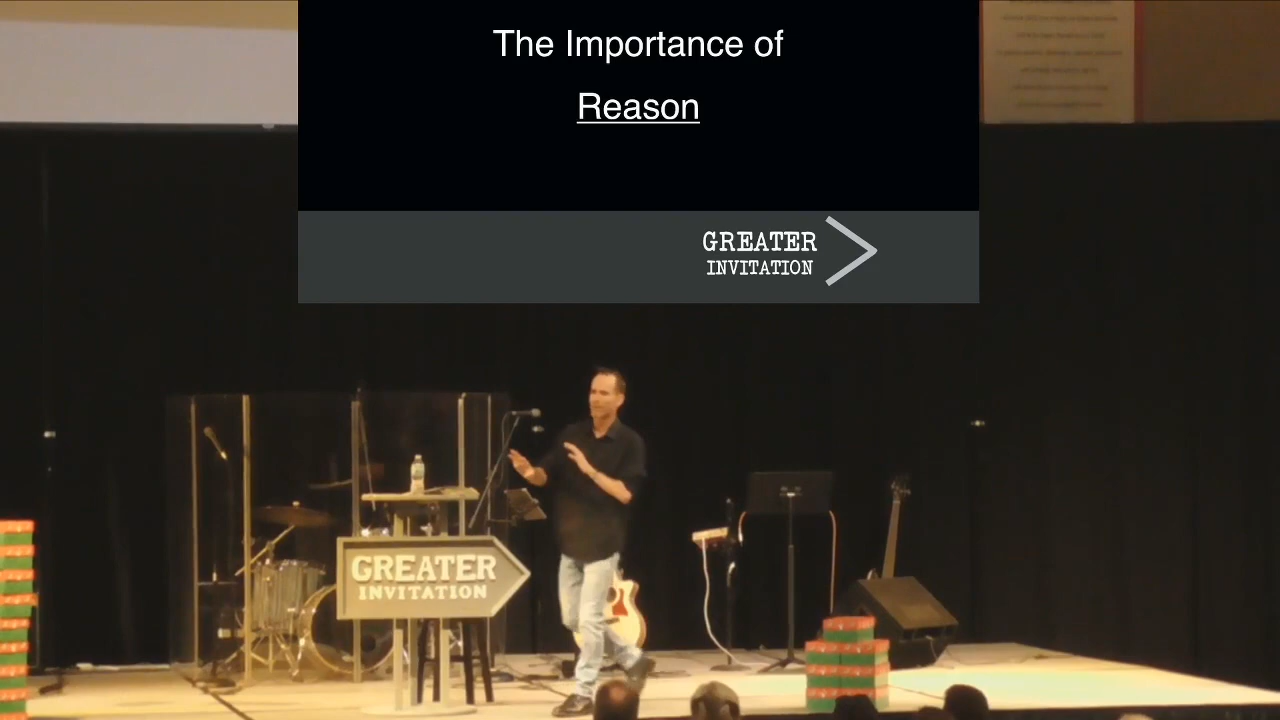 The Importance of
Reason
GREATER
INVITATION
GREATER
INVITATION